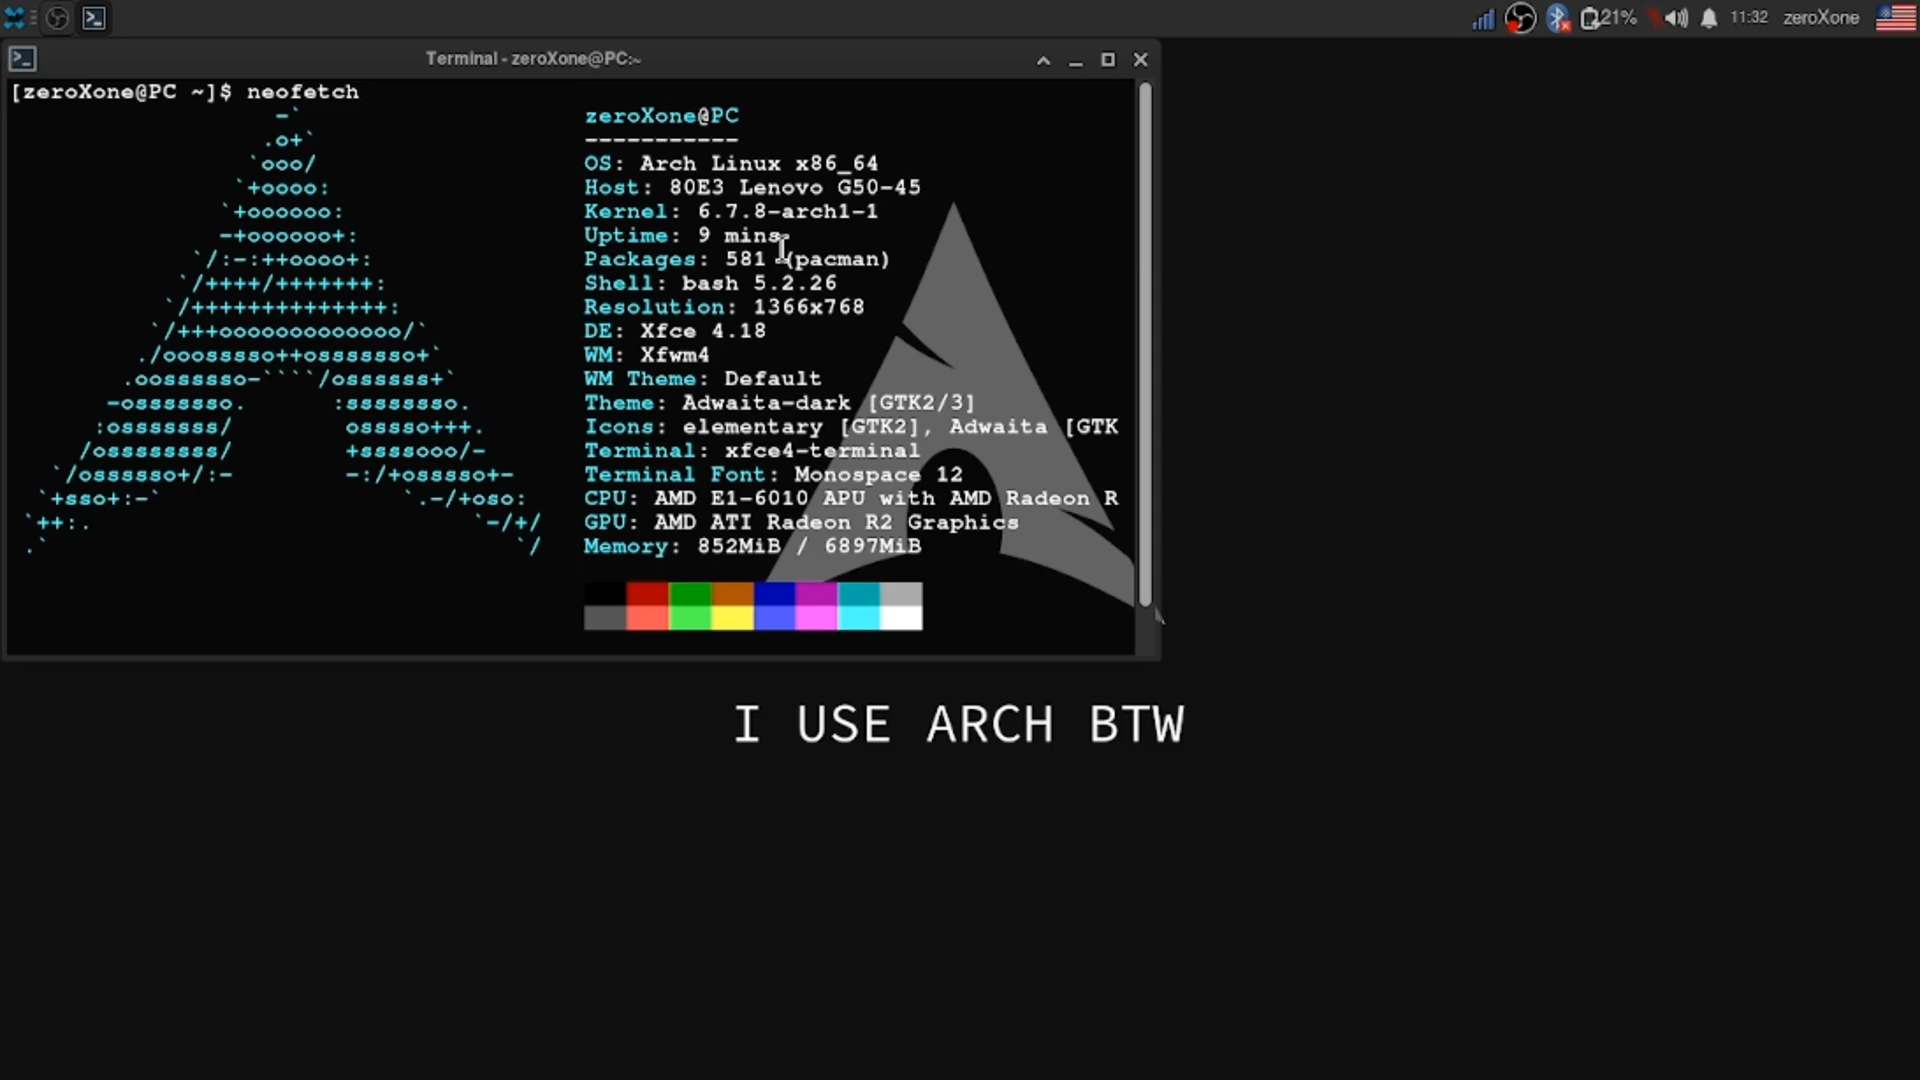 21% 11:32 zeroXone
Terminal - zeroXone@PC:~
[zeroXone@PC ~]$ neofetch
zeroXone@PC
-----------
OS: Arch Linux x86_64
Host: 80E3 Lenovo G50-45
Kernel: 6.7.8-arch1-1
Uptime: 9 mins
Packages: 581 (pacman)
Shell: bash 5.2.26
Resolution: 1366x768
DE: Xfce 4.18
WM: Xfwm4
WM Theme: Default
Theme: Adwaita-dark [GTK2/3]
Icons: elementary [GTK2], Adwaita [GTK
Terminal: xfce4-terminal
Terminal Font: Monospace 12
CPU: AMD E1-6010 APU with AMD Radeon R
GPU: AMD ATI Radeon R2 Graphics
Memory: 852MiB / 6897MiB
I USE ARCH BTW